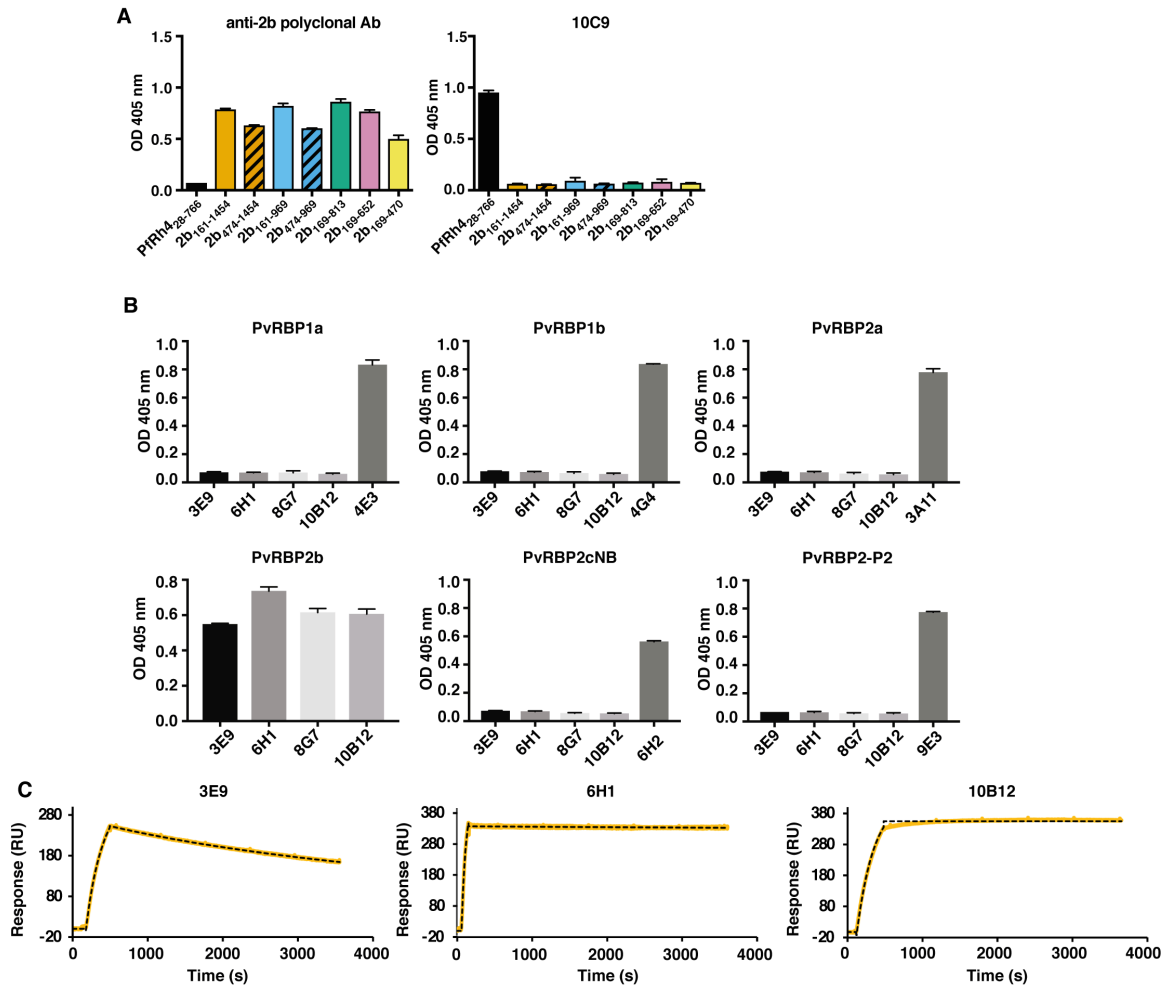 A
anti-2b polyclonal Ab
10C9
OD 405 nm
1.5
1.0
0.5
0.0
PfRh4 28-766
2b 161-1454
2b 474-1454
2b 161-969
2b 474-969
2b 169-813
2b 169-652
2b 169-470
OD 405 nm
1.5
1.0
0.5
0.0
PfRh4 28-766
2b 161-1454
2b 474-1454
2b 161-969
2b 474-969
2b 169-813
2b 169-652
2b 169-470
B
PvRBP1a
OD 405 nm
1.0
0.8
0.6
0.4
0.2
0.0
3E9
6H1
8G7
10B12
4E3
PvRBP1b
OD 405 nm
1.0
0.8
0.6
0.4
0.2
0.0
3E9
6H1
8G7
10B12
4G4
PvRBP2a
OD 405 nm
1.0
0.8
0.6
0.4
0.2
0.0
3E9
6H1
8G7
10B12
3A11
PvRBP2b
OD 405 nm
0.8
0.6
0.4
0.2
0.0
3E9
6H1
8G7
10B12
PvRBP2cNB
OD 405 nm
1.0
0.8
0.6
0.4
0.2
0.0
3E9
6H1
8G7
10B12
6H2
PvRBP2-P2
OD 405 nm
1.0
0.8
0.6
0.4
0.2
0.0
3E9
6H1
8G7
10B12
9E3
C
3E9
Response (RU)
280
180
80
-20
0
1000
2000
3000
4000
Time (s)
6H1
Response (RU)
380
280
180
80
-20
0
1000
2000
3000
4000
Time (s)
10B12
Response (RU)
380
280
180
80
-20
0
1000
2000
3000
4000
Time (s)